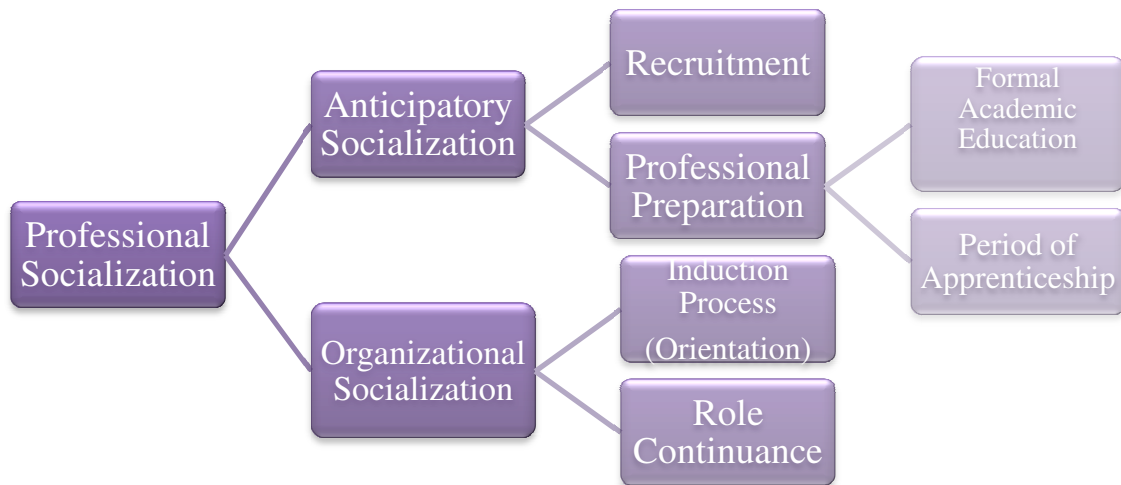 Professional
Socialization
Anticipatory
Socialization
Recruitment
Professional
Preparation
Formal
Academic
Education
Period of
Apprenticeship
Organizational
Socialization
Induction
Process
(Orientation)
Role
Continuance